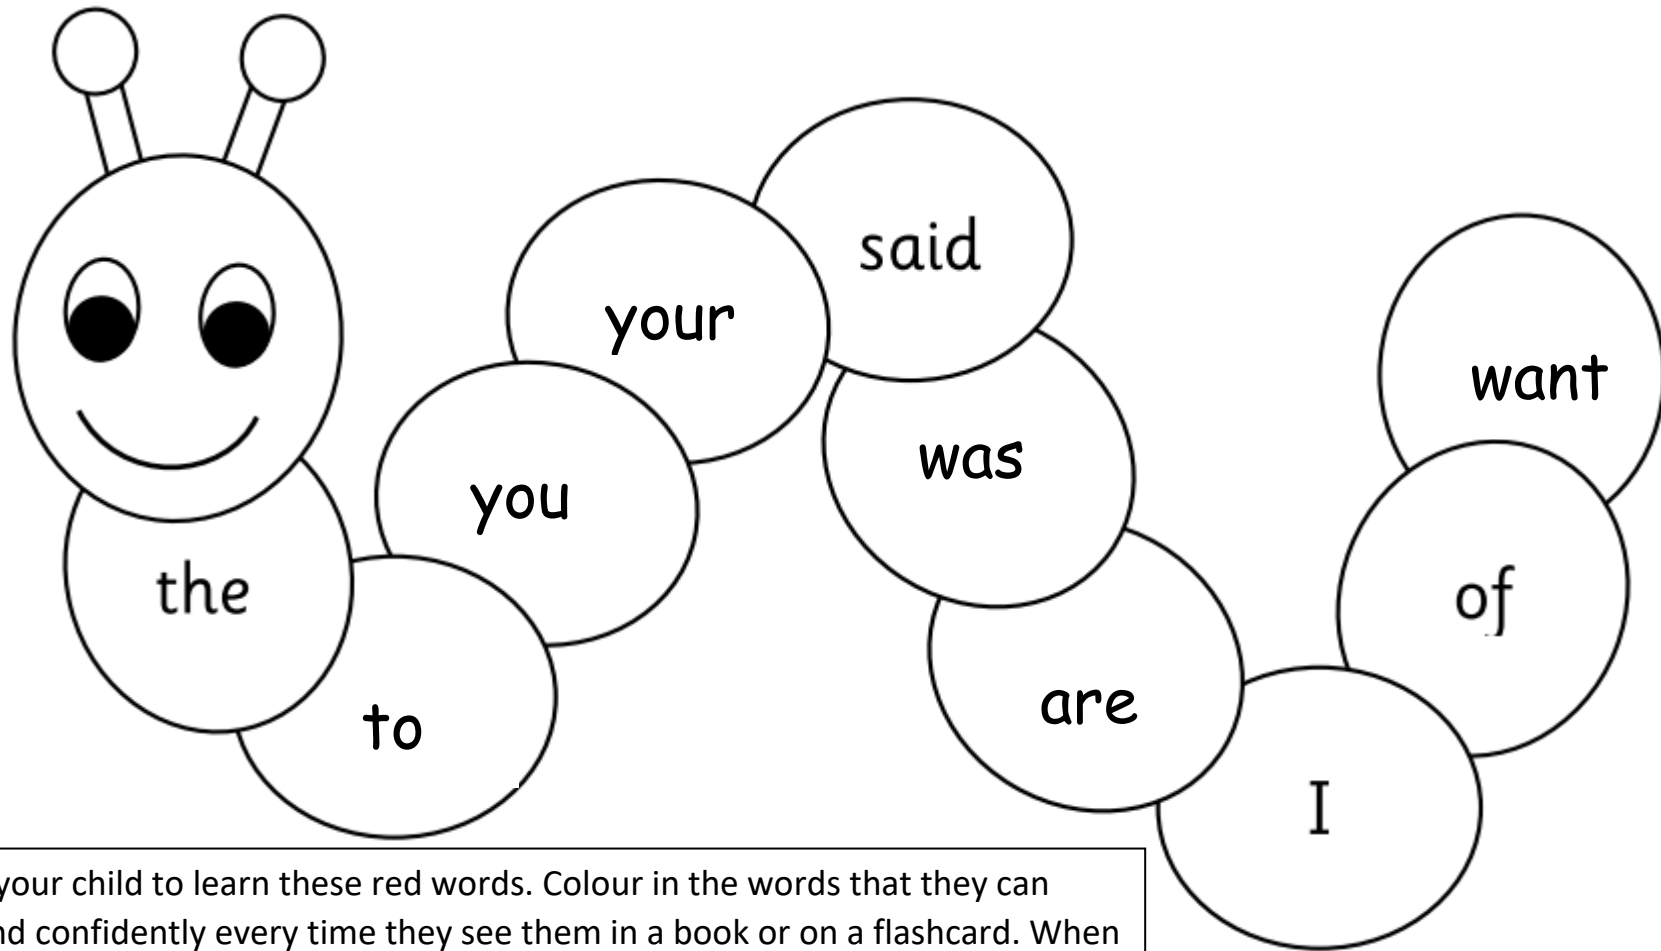 the
to
you
your
said
was
are
I
of
want
your child to learn these red words. Colour in the words that they can
confidently every time they see them in a book or on a flashcard. When